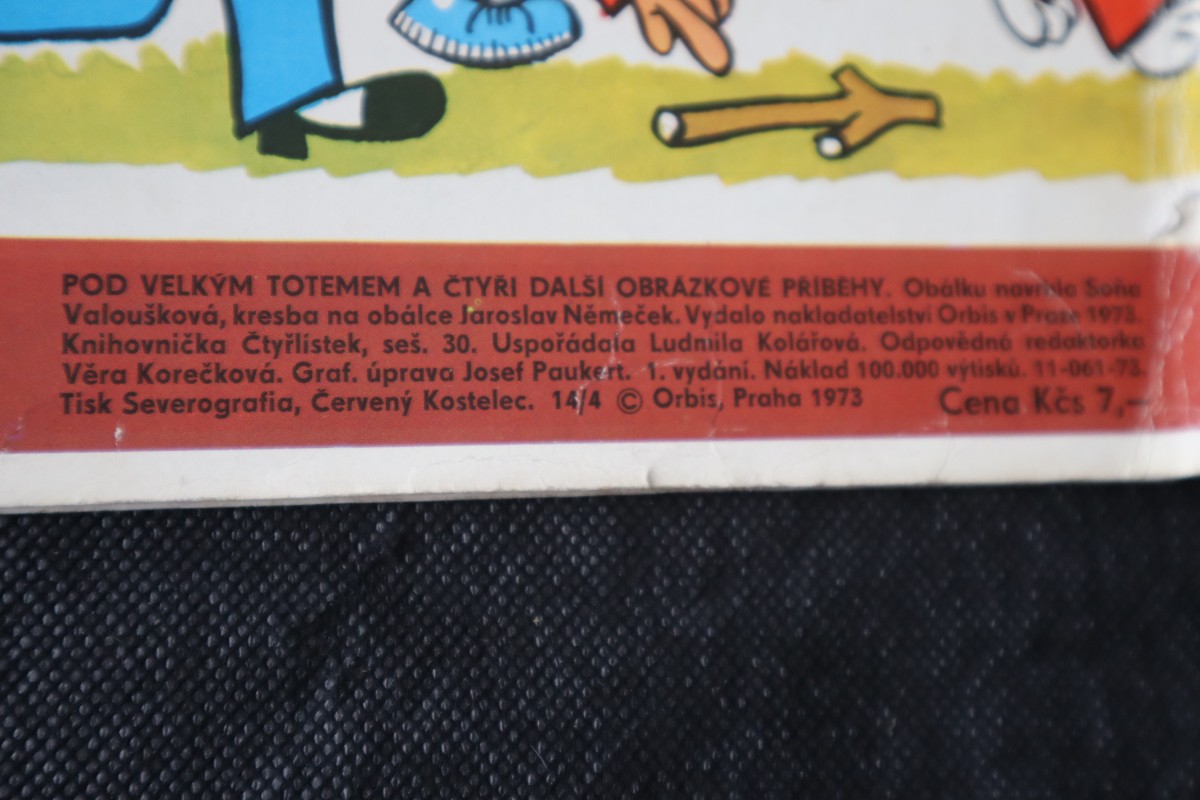 POD VELKÝM TOTEMEM A ČTYŘI DALŠÍ OBRÁZKOVÉ PŘÍBĚHY. Obálku navrhla Soňa
Valoušková, kresba na obálce Jaroslav Němeček. Vydalo nakladatelství Orbis v Praze 1973.
Knihovnička Čtyřlístek, seš. 30. Uspořádala Ludmila Kolářová. Odpovědná redaktorka
Věra Korečková. Graf. úprava Josef Paukert. 1. vydání. Náklad 100.000 výtisků. 11-061-73.
Tisk Severografia, Červený Kostelec. 14/4 © Orbis, Praha 1973 Cena Kčs 7,—